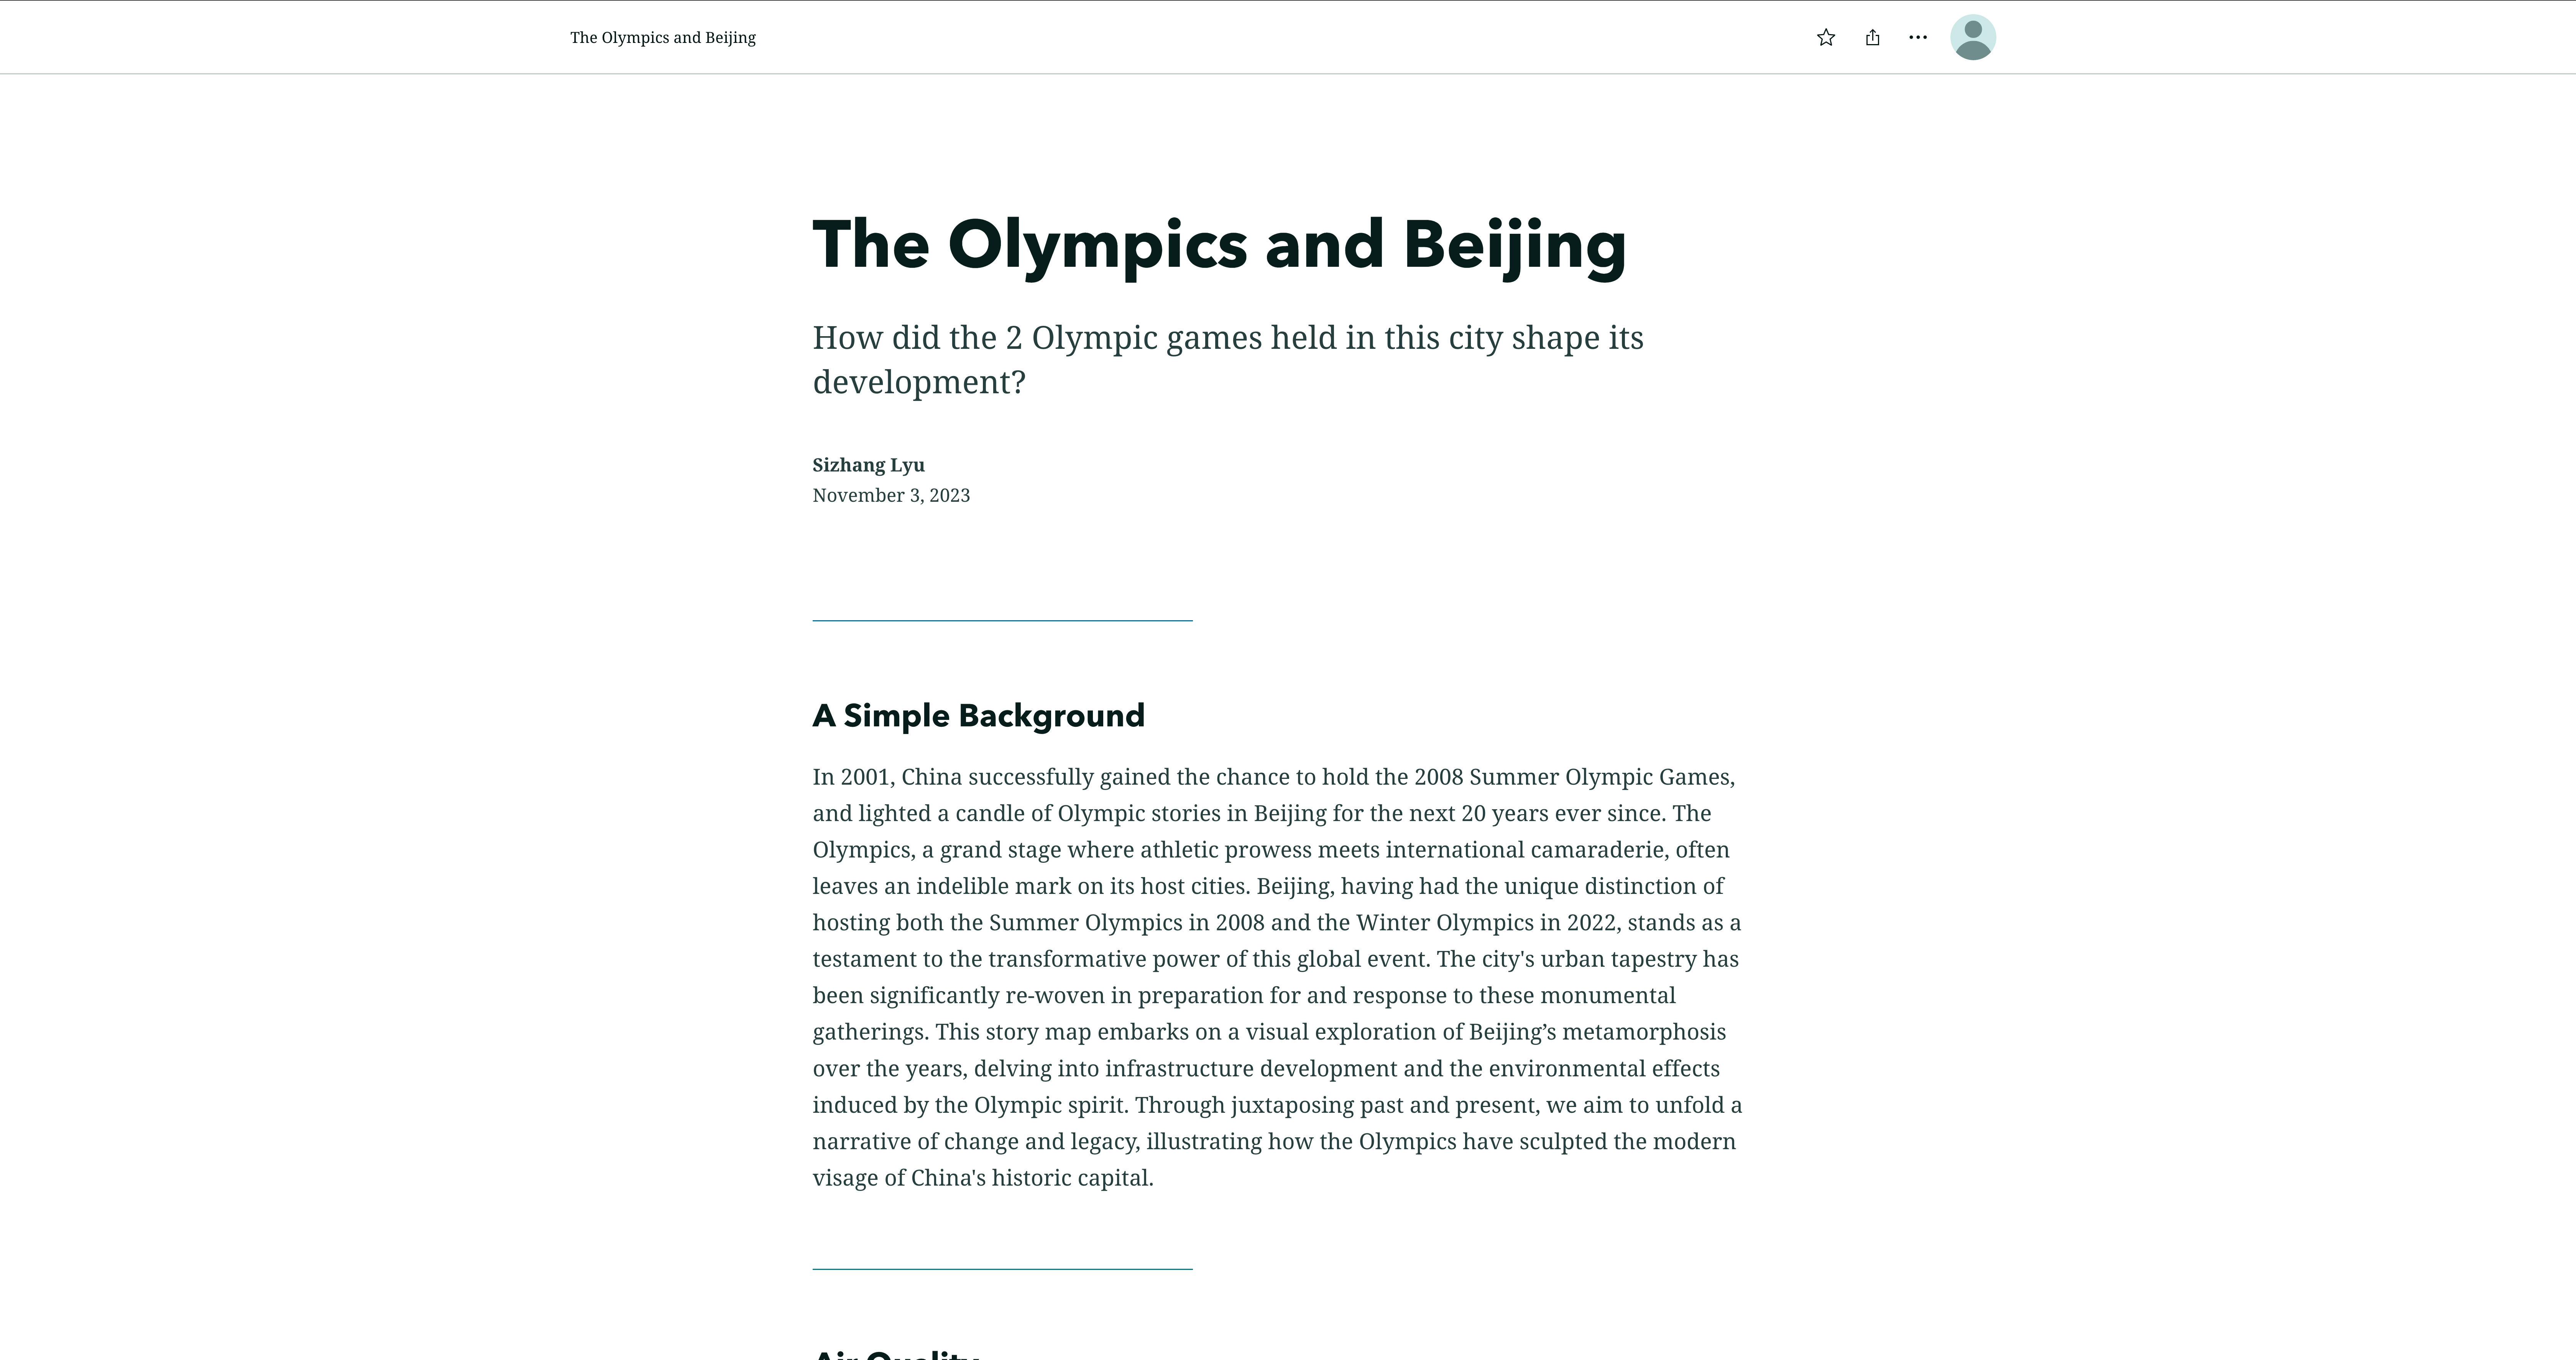 The Olympics and Beijing
The Olympics and Beijing
How did the 2 Olympic games held in this city shape its
development?
Sizhang Lyu
November 3, 2023
A Simple Background
In 2001, China successfully gained the chance to hold the 2008 Summer Olympic Games,
and lighted a candle of Olympic stories in Beijing for the next 20 years ever since. The
Olympics, a grand stage where athletic prowess meets international camaraderie, often
leaves an indelible mark on its host cities. Beijing, having had the unique distinction of
hosting both the Summer Olympics in 2008 and the Winter Olympics in 2022, stands as a
testament to the transformative power of this global event. The city's urban tapestry has
been significantly re-woven in preparation for and response to these monumental
gatherings. This story map embarks on a visual exploration of Beijing’s metamorphosis
over the years, delving into infrastructure development and the environmental effects
induced by the Olympic spirit. Through juxtaposing past and present, we aim to unfold a
narrative of change and legacy, illustrating how the Olympics have sculpted the modern
visage of China's historic capital.
Air Quality